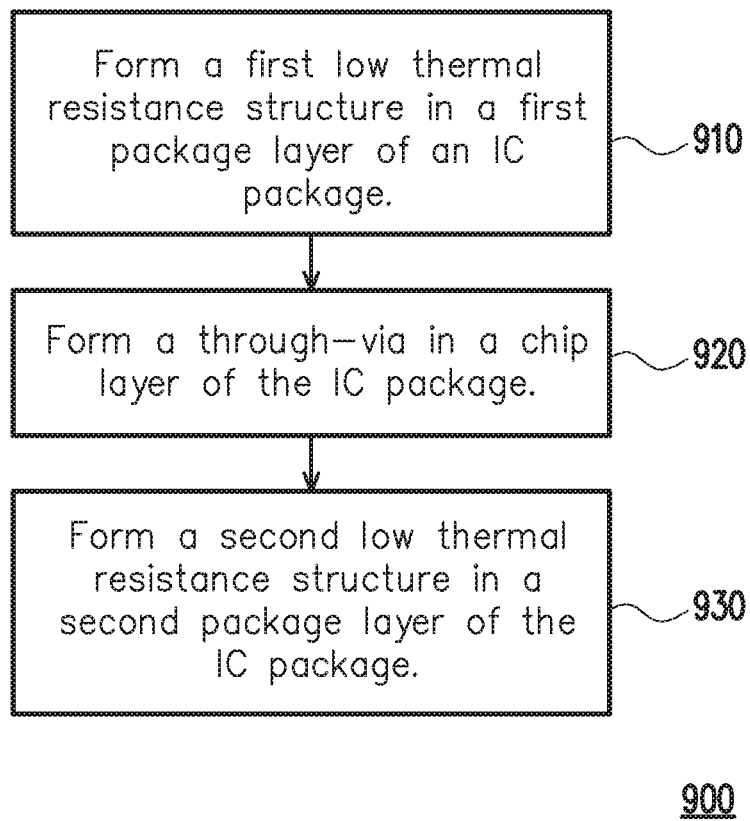 Form a first low thermal
resistance structure in a first
package layer of an IC
package.
910
Form a through-via in a chip
layer of the IC package.
920
Form a second low thermal
resistance structure in a
second package layer of the
IC package.
930
900